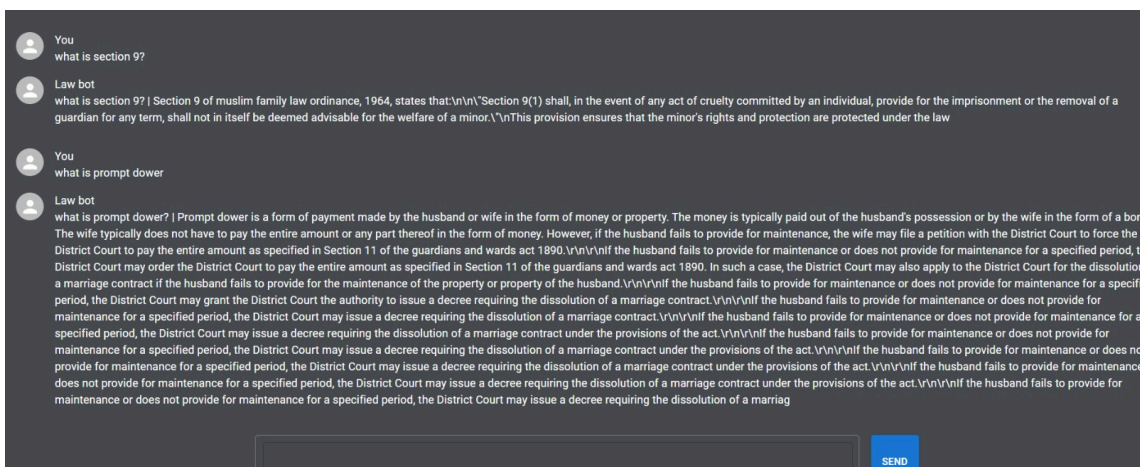 You
what is section 9?
Law bot
what is section 9? | Section 9 of muslim family law ordinance, 1964, states that:\n\n\"Section 9(1) shall, in the event of any act of cruelty committed by an individual, provide for the imprisonment or the removal of a
guardian for any term, shall not in itself be deemed advisable for the welfare of a minor.\"\nThis provision ensures that the minor's rights and protection are protected under the law
You
what is prompt dower
Law bot
what is prompt dower? | Prompt dower is a form of payment made by the husband or wife in the form of money or property. The money is typically paid out of the husband's possession or by the wife in the form of a
The wife typically does not have to pay the entire amount or any part thereof in the form of money. However, if the husband fails to provide for maintenance, the wife may file a petition with the District Court to force the
District Court to pay the entire amount as specified in Section 11 of the guardians and wards act 1890.\r\n\r\nIf the husband fails to provide for maintenance or does not provide for maintenance for a specified period,
District Court may order the District Court to pay the entire amount as specified in Section 11 of the guardians and wards act 1890. In such a case, the District Court may also apply to the District Court for the
a marriage contract if the husband fails to provide for the maintenance of the property or property of the husband.\r\n\r\nIf the husband fails to provide for maintenance or does not provide for maintenance for a
period, the District Court may grant the District Court the authority to issue a decree requiring the dissolution of a marriage contract.\r\n\r\nIf the husband fails to provide for maintenance or does not provide for
maintenance for a specified period, the District Court may issue a decree requiring the dissolution of a marriage contract.\r\n\r\nIf the husband fails to provide for maintenance or does not provide for maintenance for a
specified period, the District Court may issue a decree requiring the dissolution of a marriage contract under the provisions of the act.\r\n\r\nIf the husband fails to provide for maintenance or does not provide for
maintenance for a specified period, the District Court may issue a decree requiring the dissolution of a marriage contract under the provisions of the act.\r\n\r\nIf the husband fails to provide for maintenance or does
provide for maintenance for a specified period, the District Court may issue a decree requiring the dissolution of a marriage contract under the provisions of the act.\r\n\r\nIf the husband fails to provide for maintenance
does not provide for maintenance for a specified period, the District Court may issue a decree requiring the dissolution of a marriage contract under the provisions of the act.\r\n\r\nIf the husband fails to provide for
maintenance or does not provide for maintenance for a specified period, the District Court may issue a decree requiring the dissolution of a marriag
SEND